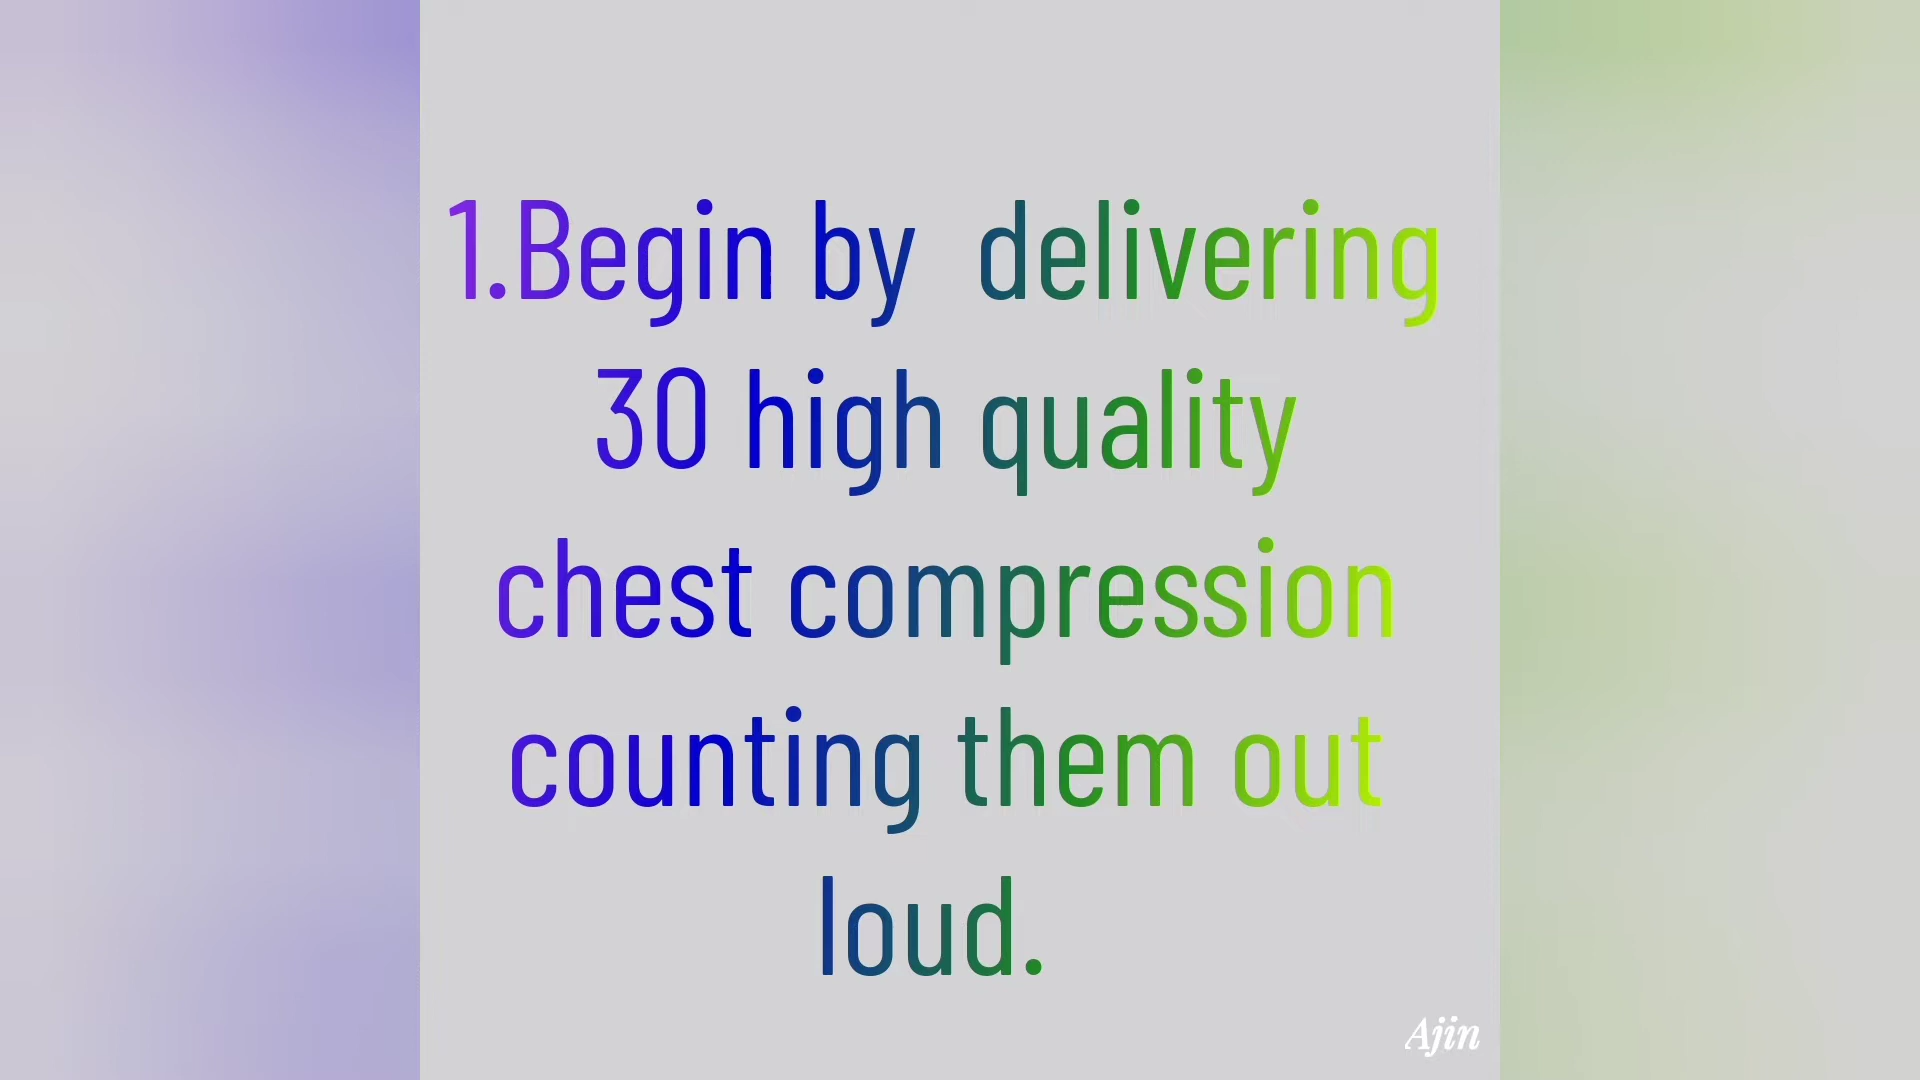 1.Begin by  delivering
30 high quality
chest compression
counting them out
loud.
Ajin